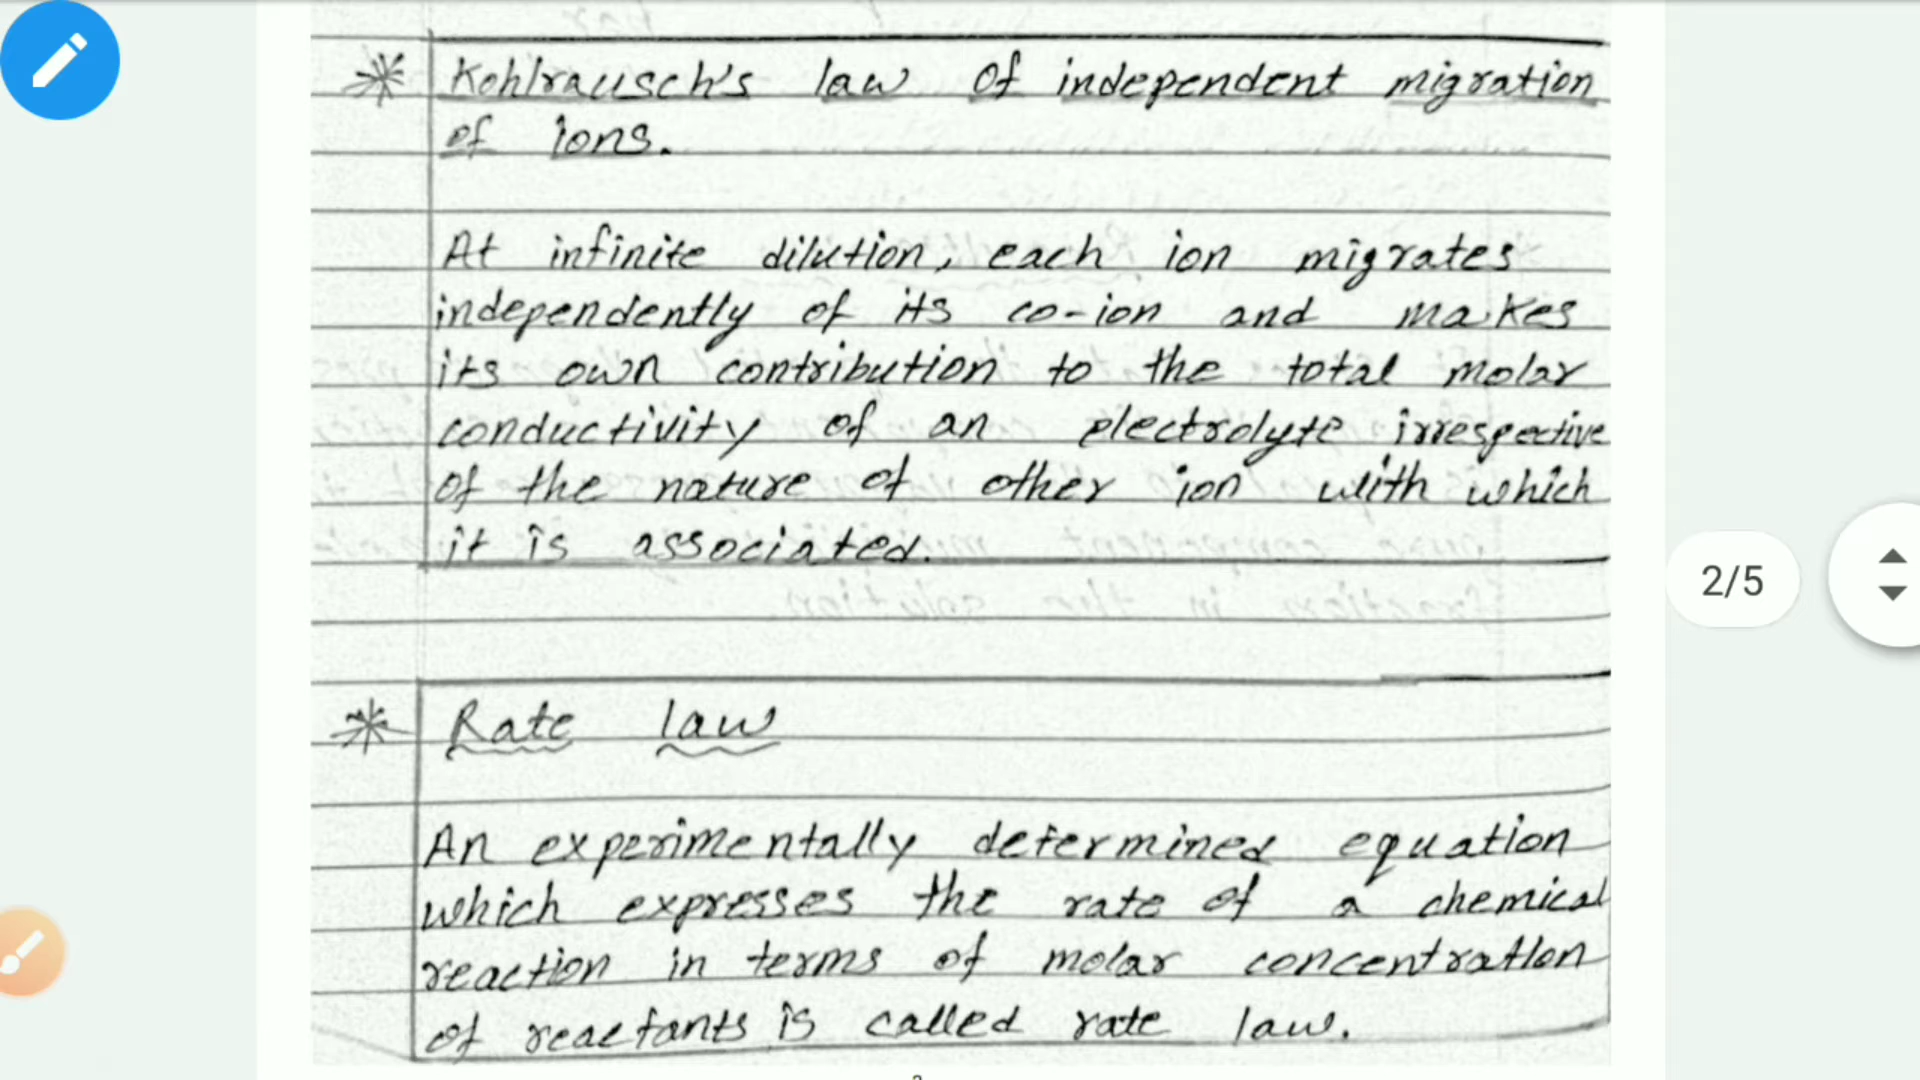 * Kohlrausch's law of independent migration
of ions.
At infinite dilution, each ion migrates
independently of its co-ion and makes
its own contribution to the total molar
conductivity of an electrolyte irrespective
of the nature of other ion with which
it is associated.
2/5
* Rate law
An experimentally determined equation
which expresses the rate of a chemical
reaction in terms of molar concentration
of reactants is called rate law.